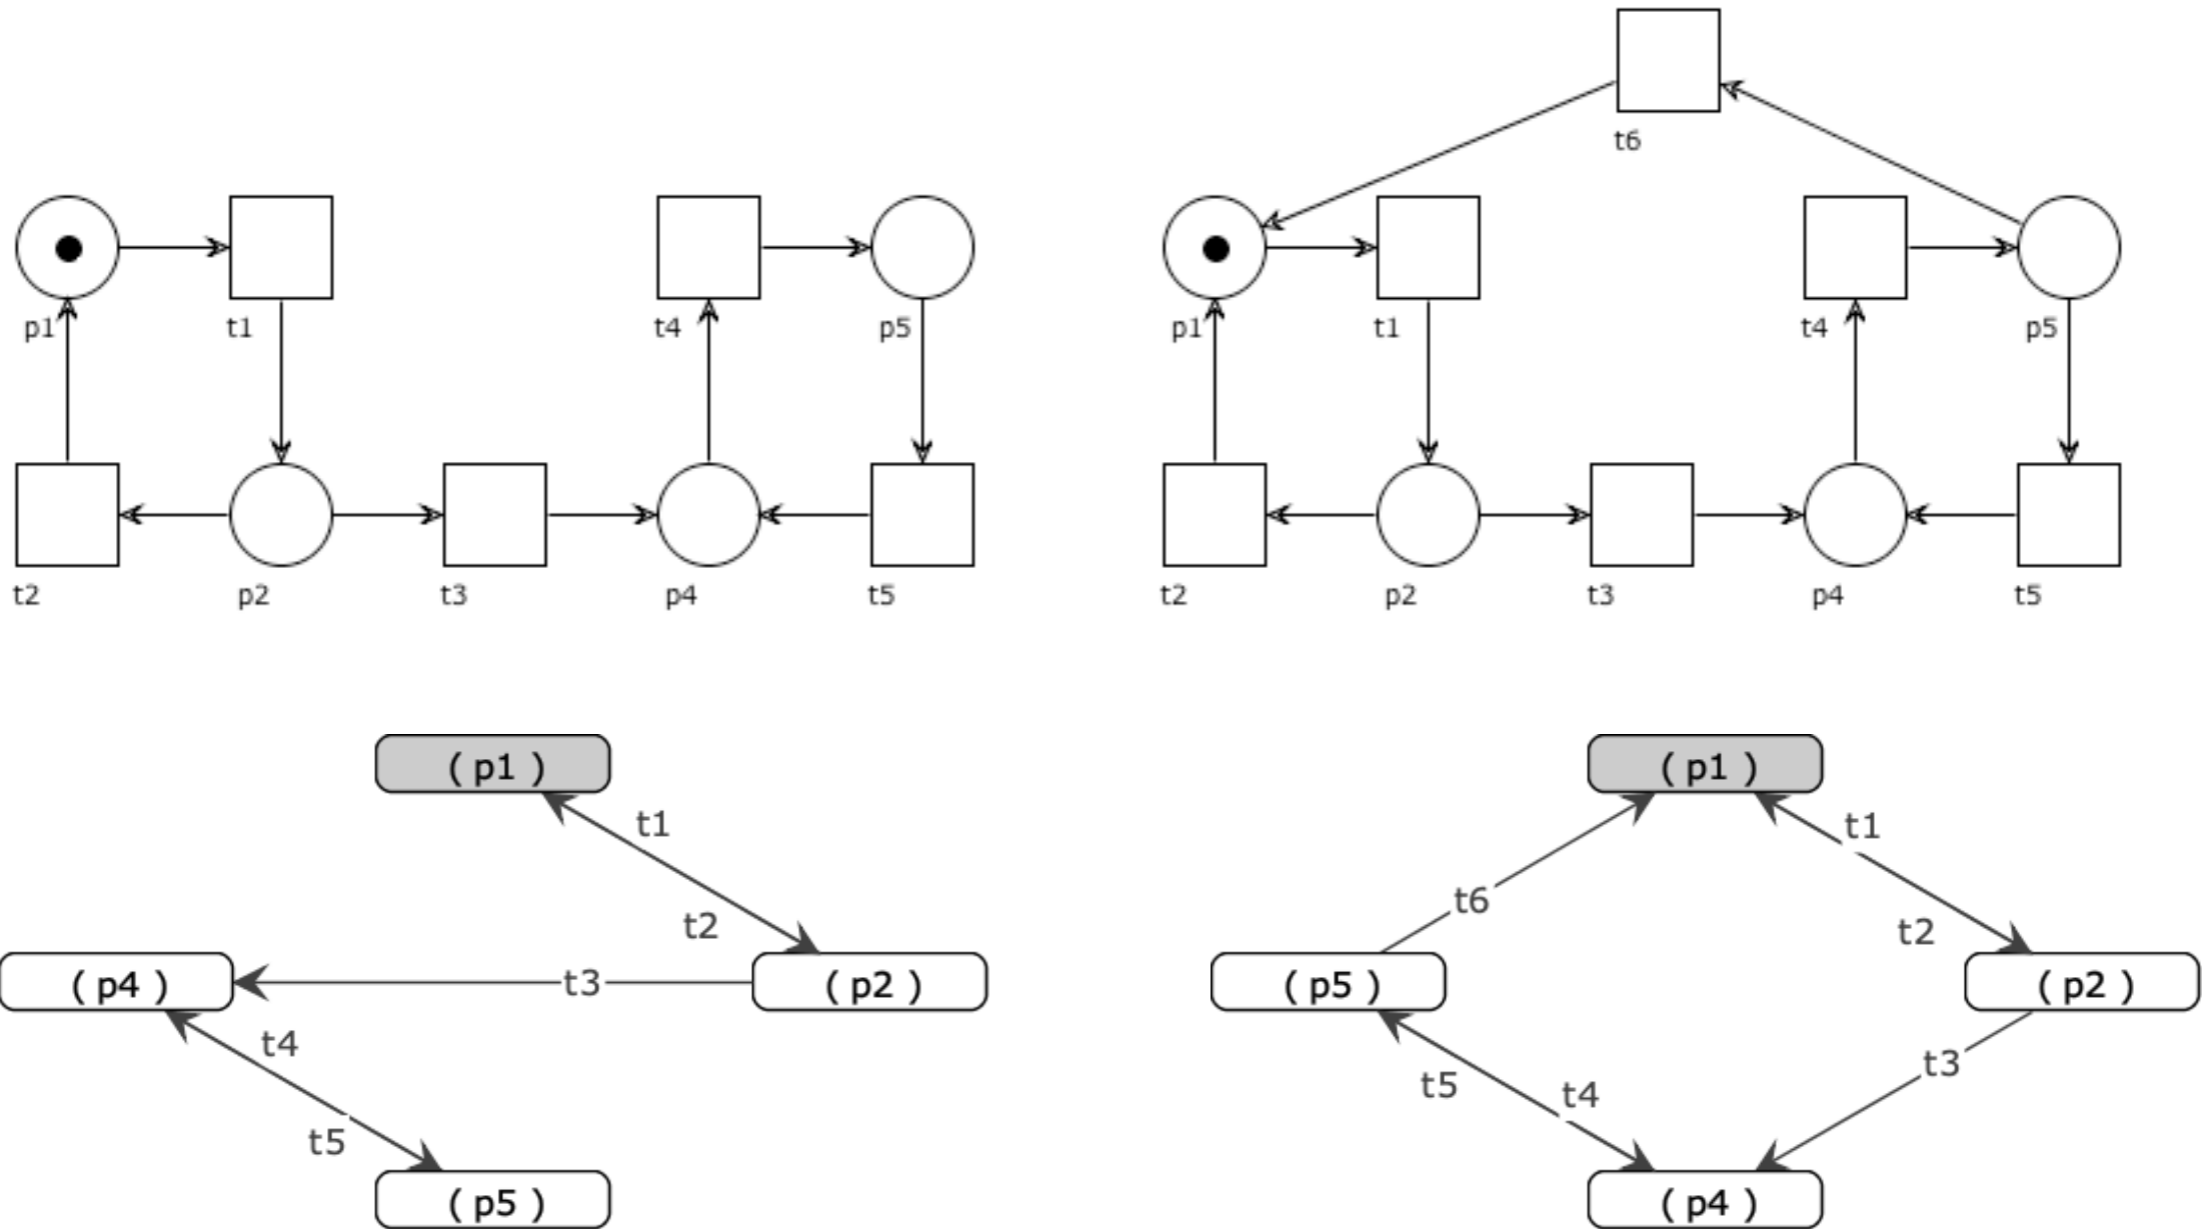 t6
p1 t1 t4 p5 p1 t1 t4 p5
t2 p2 t3 p4 t5 t2 p2 t3 p4 t5
( p1 )
t1
t2
( p4 ) t3 ( p2 )
t4
t5
( p5 )
( p1 )
t1
t6
t2
( p5 ) ( p2 )
t3
t5 t4
( p4 )